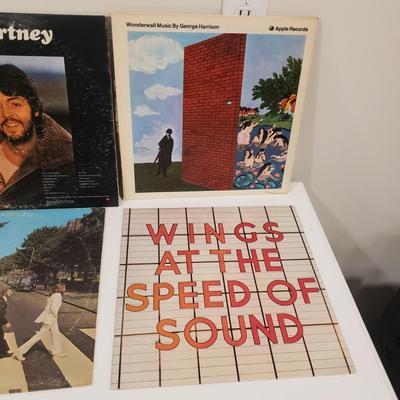 rtney
Wonderwall Music By George Harrison
Apple Records
WINGS
AT THE
SPEED OF
SOUND